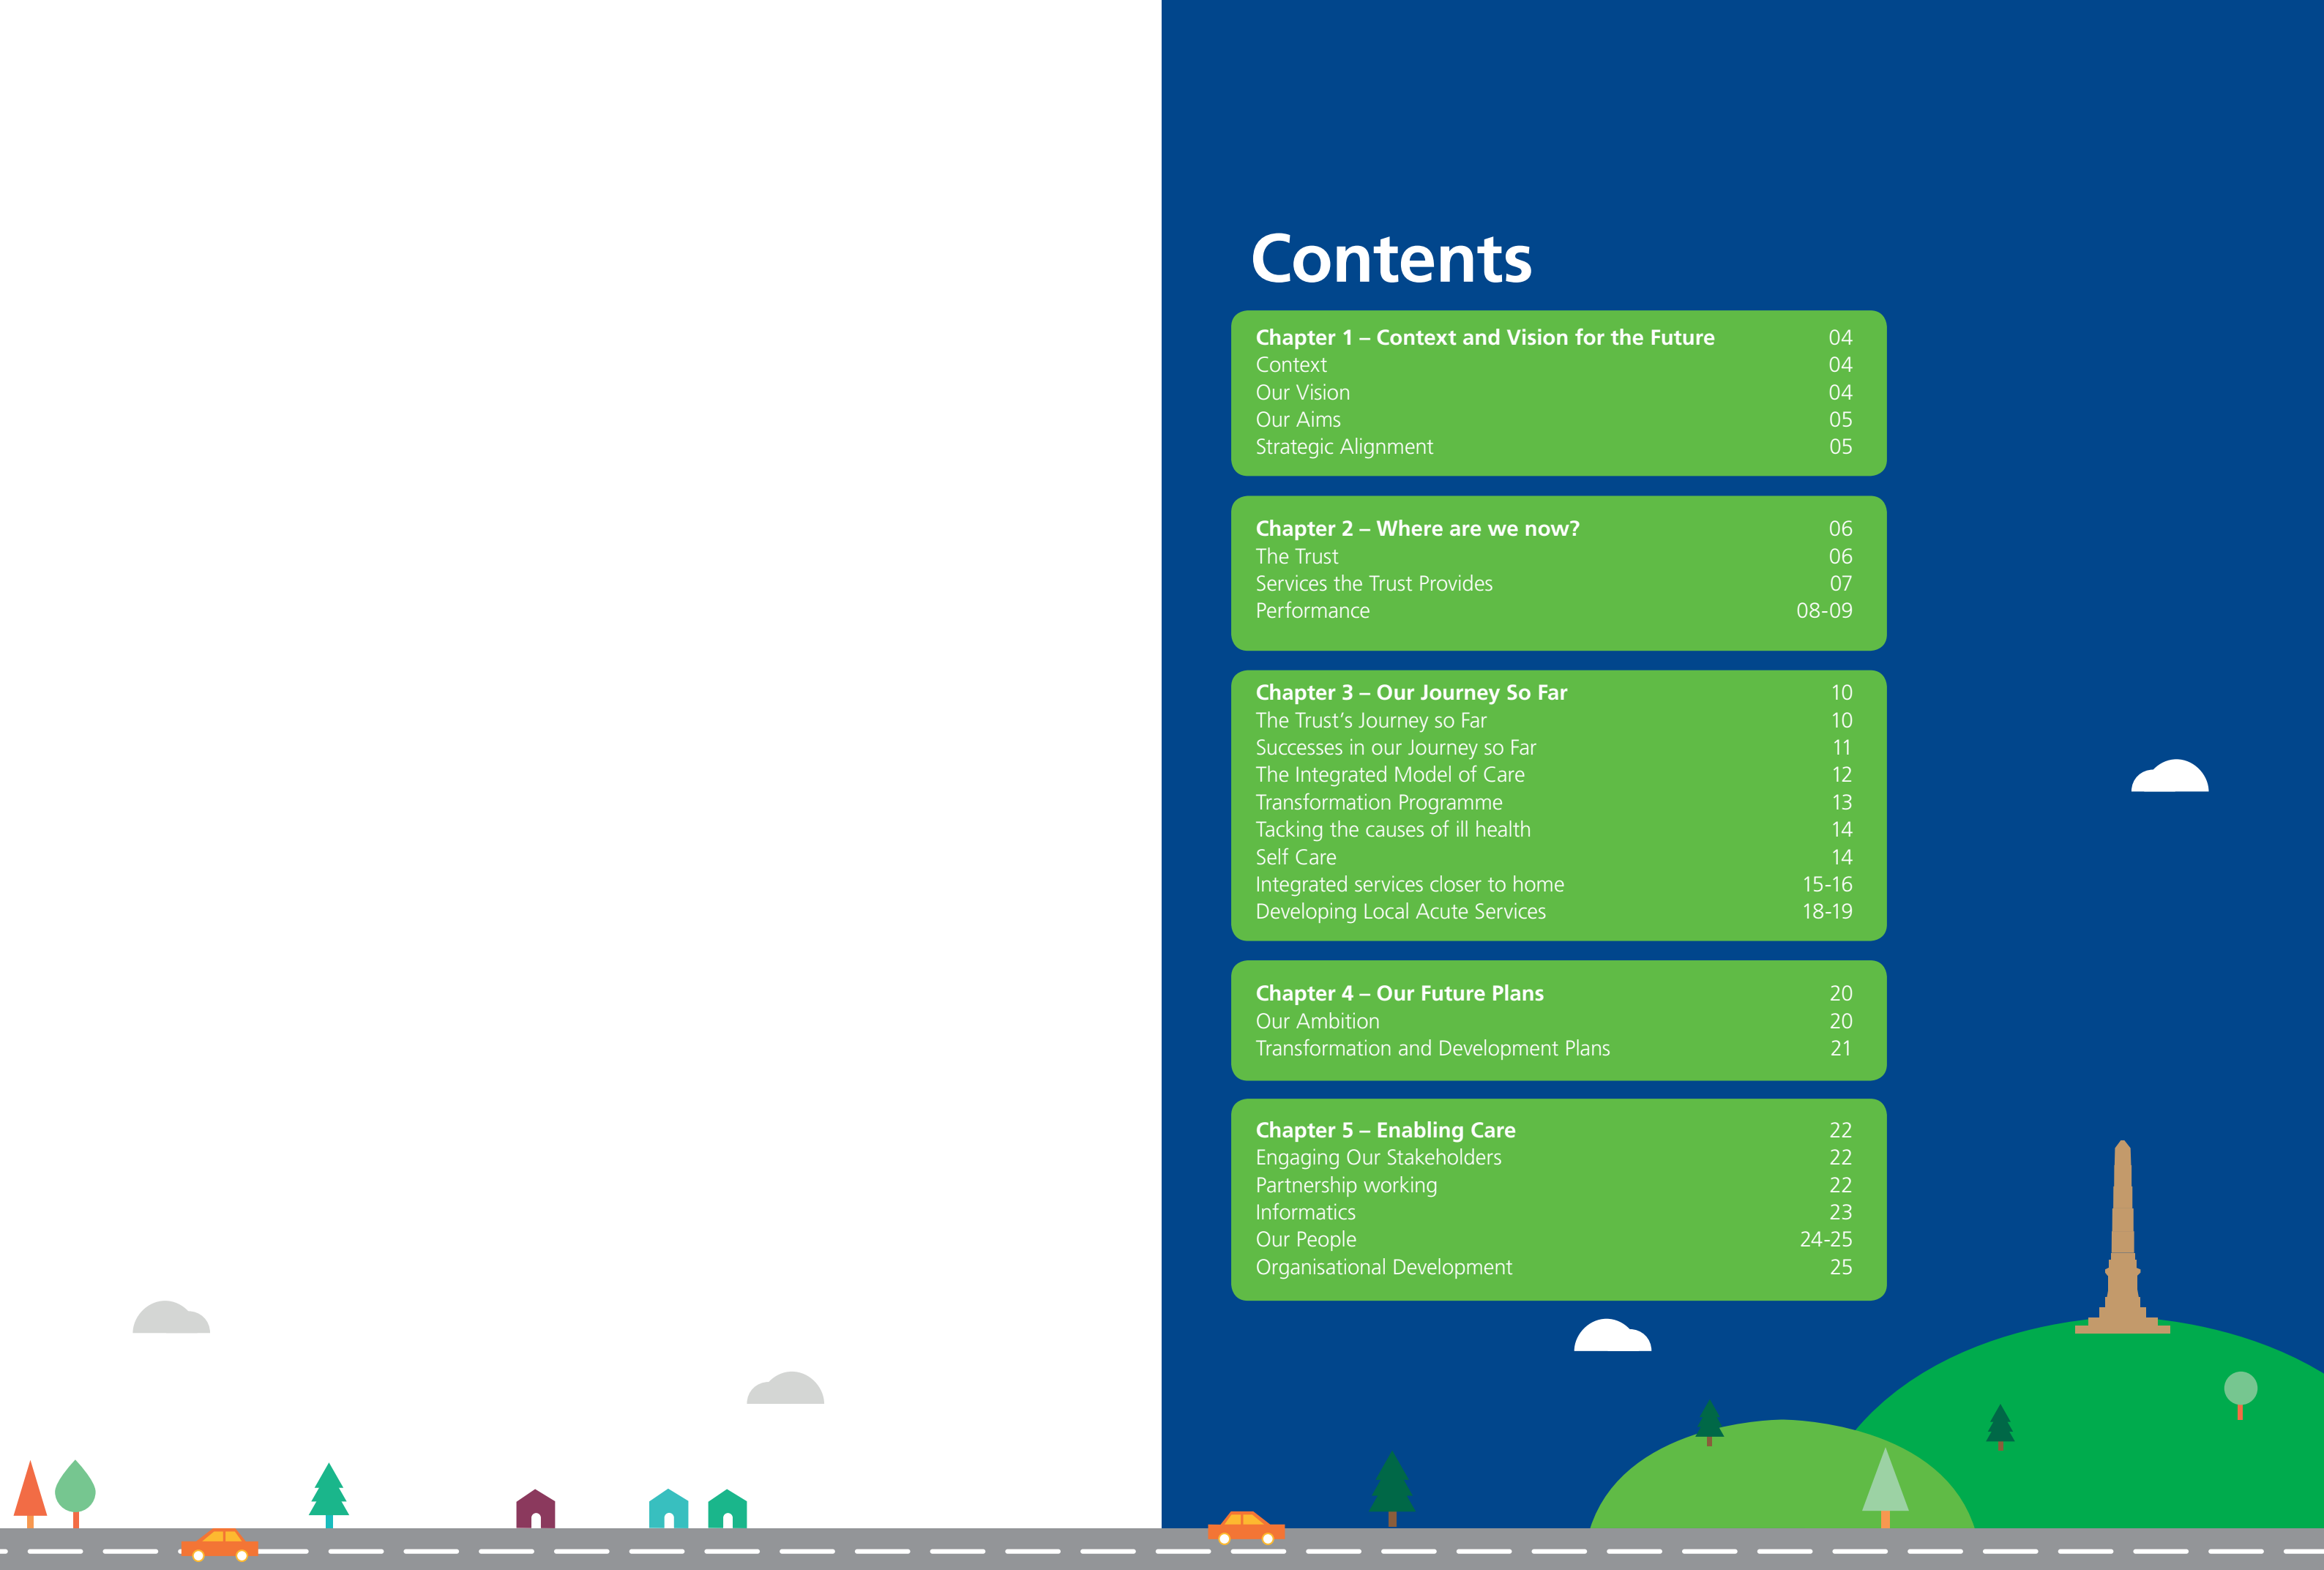 Contents
Chapter 1 – Context and Vision for the Future 04
Context 04
Our Vision 04
Our Aims 05
Strategic Alignment 05
Chapter 2 – Where are we now? 06
The Trust 06
Services the Trust Provides 07
Performance 08-09
Chapter 3 – Our Journey So Far 10
The Trust’s Journey so Far 10
Successes in our Journey so Far 11
The Integrated Model of Care 12
Transformation Programme 13
Tacking the causes of ill health 14
Self Care 14
Integrated services closer to home 15-16
Developing Local Acute Services 18-19
Chapter 4 – Our Future Plans 20
Our Ambition 20
Transformation and Development Plans 21
Chapter 5 – Enabling Care 22
Engaging Our Stakeholders 22
Partnership working 22
Informatics 23
Our People 24-25
Organisational Development 25